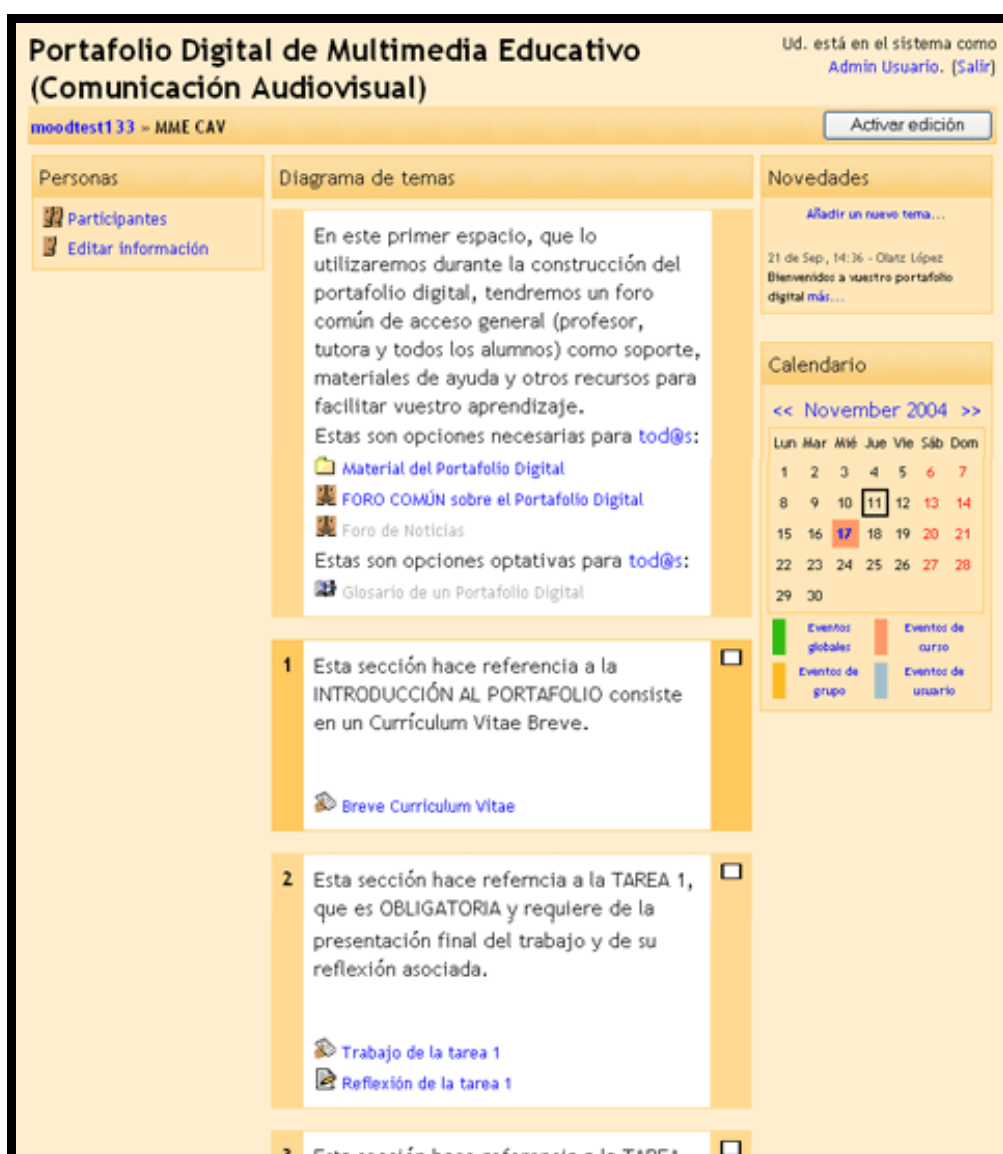 Portafolio Digital de Multimedia Educativo
(Comunicación Audiovisual)
Ud. está en el sistema como
Admin Usuario. (Salir)
moodtest133 » MME CAV
Activar edición
Personas
Participantes
Editar información
Diagrama de temas
En este primer espacio, que lo
utilizaremos durante la construcción del
portafolio digital, tendremos un foro
común de acceso general (profesor,
tutora y todos los alumnos) como soporte,
materiales de ayuda y otros recursos para
facilitar vuestro aprendizaje.
Estas son opciones necesarias para tod@s:
Material del Portafolio Digital
FORO COMÚN sobre el Portafolio Digital
Foro de Noticias
Estas son opciones optativas para tod@s:
Glosario de un Portafolio Digital
1 Esta sección hace referencia a la
INTRODUCCIÓN AL PORTAFOLIO consiste
en un Currículum Vitae Breve.
Breve Curriculum Vitae
2 Esta sección hace referncia a la TAREA 1,
que es OBLIGATORIA y requiere de la
presentación final del trabajo y de su
reflexión asociada.
Trabajo de la tarea 1
Reflexión de la tarea 1
3 Esta sección hace referencia a la TAREA
Novedades
Añadir un nuevo tema...
21 de Sep, 14:36 - Olatz López
Bienvenidos a vuestro portafolio
digital más...
Calendario
<< November 2004 >>
Lun Mar Mié Jue Vie Sáb Dom
1 2 3 4 5 6 7
8 9 10 11 12 13 14
15 16 17 18 19 20 21
22 23 24 25 26 27 28
29 30
Eventos globales
Eventos de curso
Eventos de grupo
Eventos de usuario